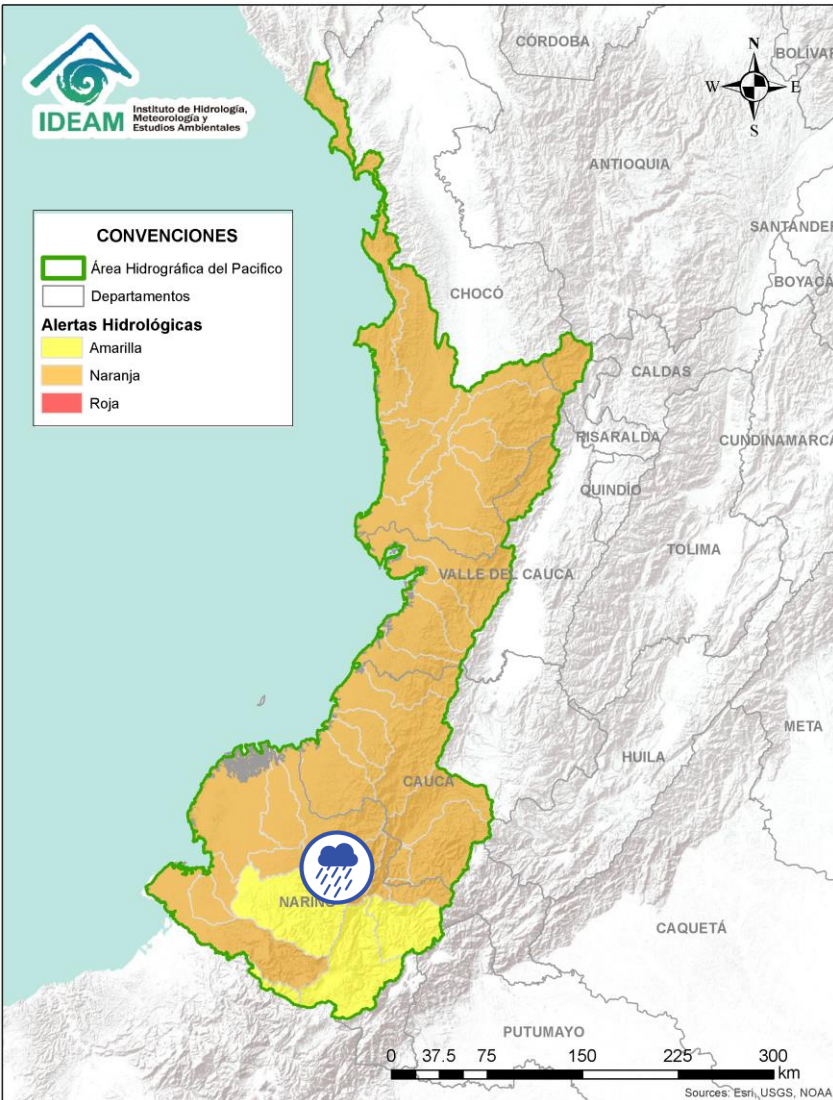 IDEAM
Instituto de Hidrología,
Meteorología y
Estudios Ambientales
N
W
E
S
CÓRDOBA
BOLÍVAR
ANTIOQUIA
SANTANDER
BOYACÁ
CHOCÓ
CALDAS
RISARALDA
CUNDINAMARCA
QUINDÍO
TOLIMA
VALLE DEL CAUCA
META
HUILA
CAUCA
NARIÑO
CAQUETÁ
PUTUMAYO
CONVENCIONES
Área Hidrográfica del Pacifico
Departamentos
Alertas Hidrológicas
Amarilla
Naranja
Roja
0 37.5 75 150 225 300
km
Sources: Esri, USGS, NOAA